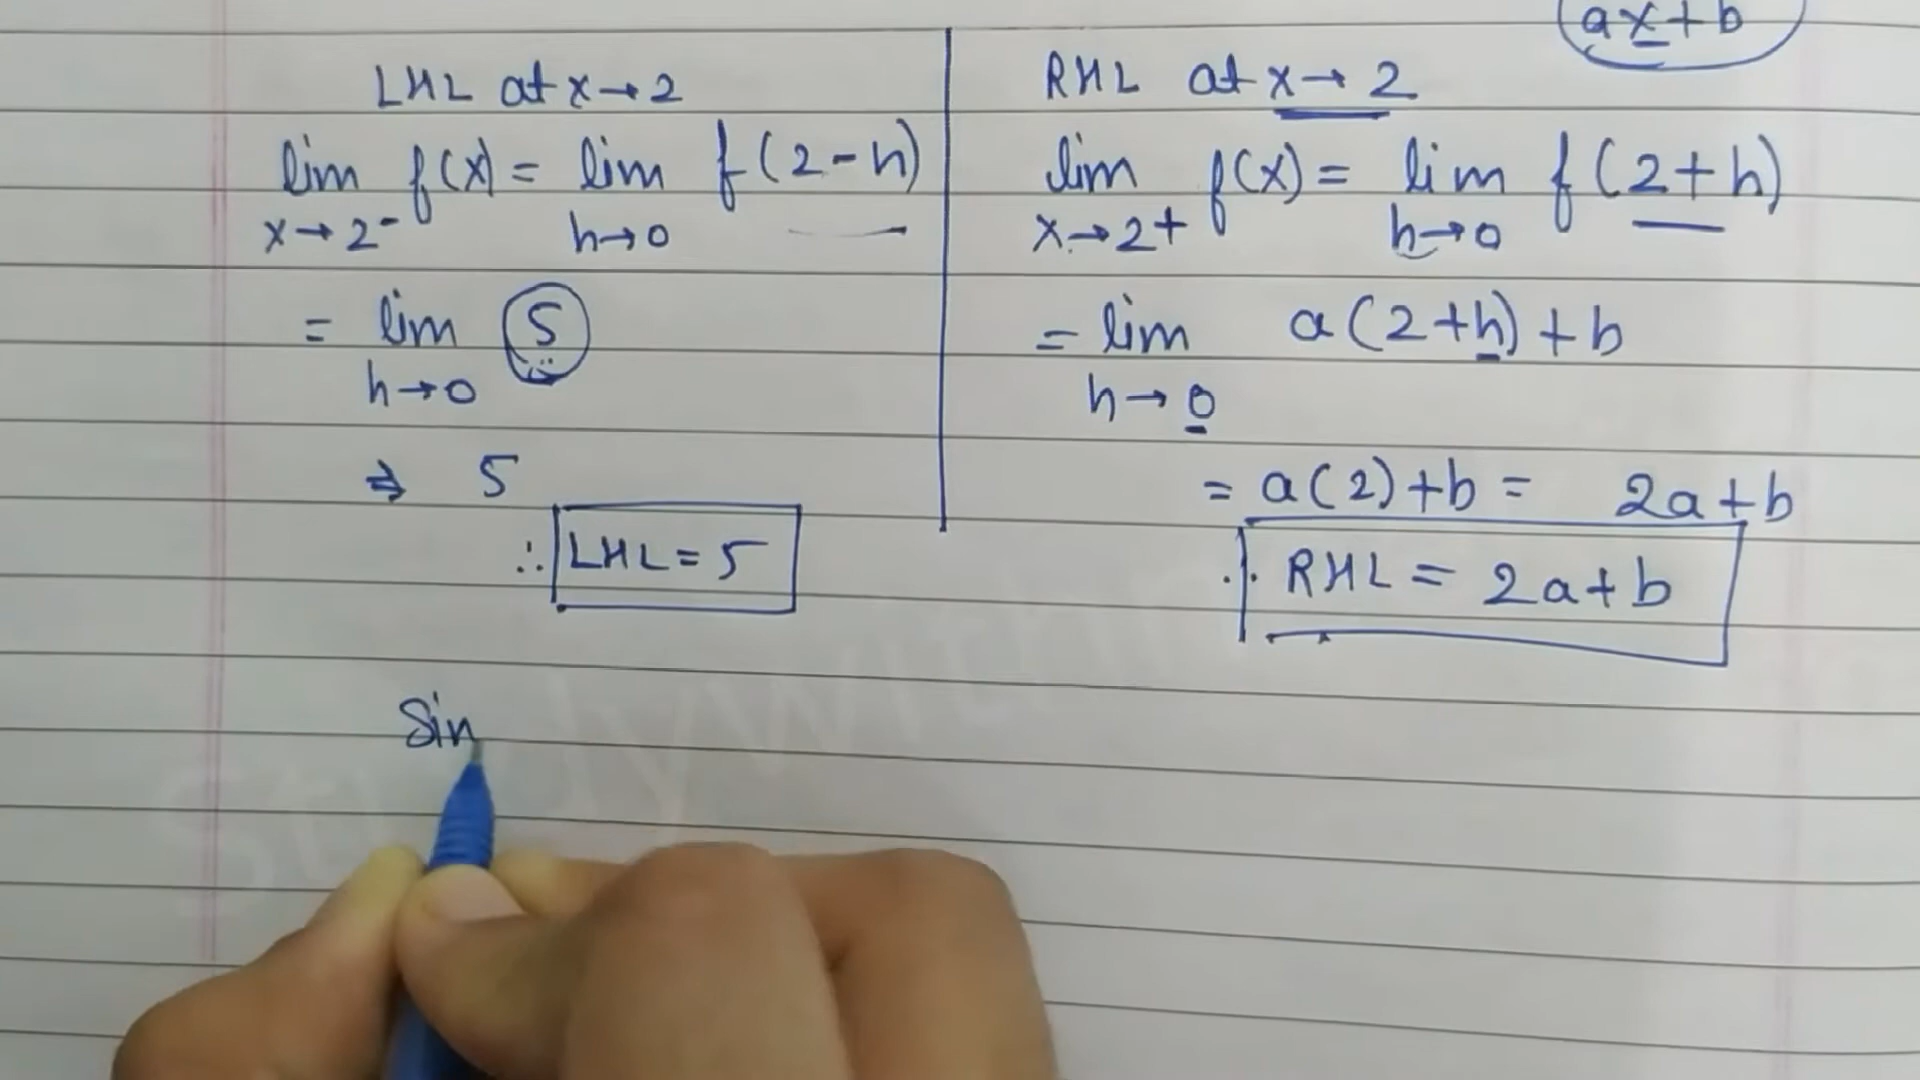 ax+b
LHL at x→2
lim f(x) = lim f(2-h)
x→2- h→0
= lim 5
h→0
⇒ 5
∴ LHL = 5
RHL at x→2
lim f(x) = lim f(2+h)
x→2+ h→0
= lim a(2+h)+b
h→0
= a(2)+b = 2a+b
∴ RHL = 2a+b
Sin